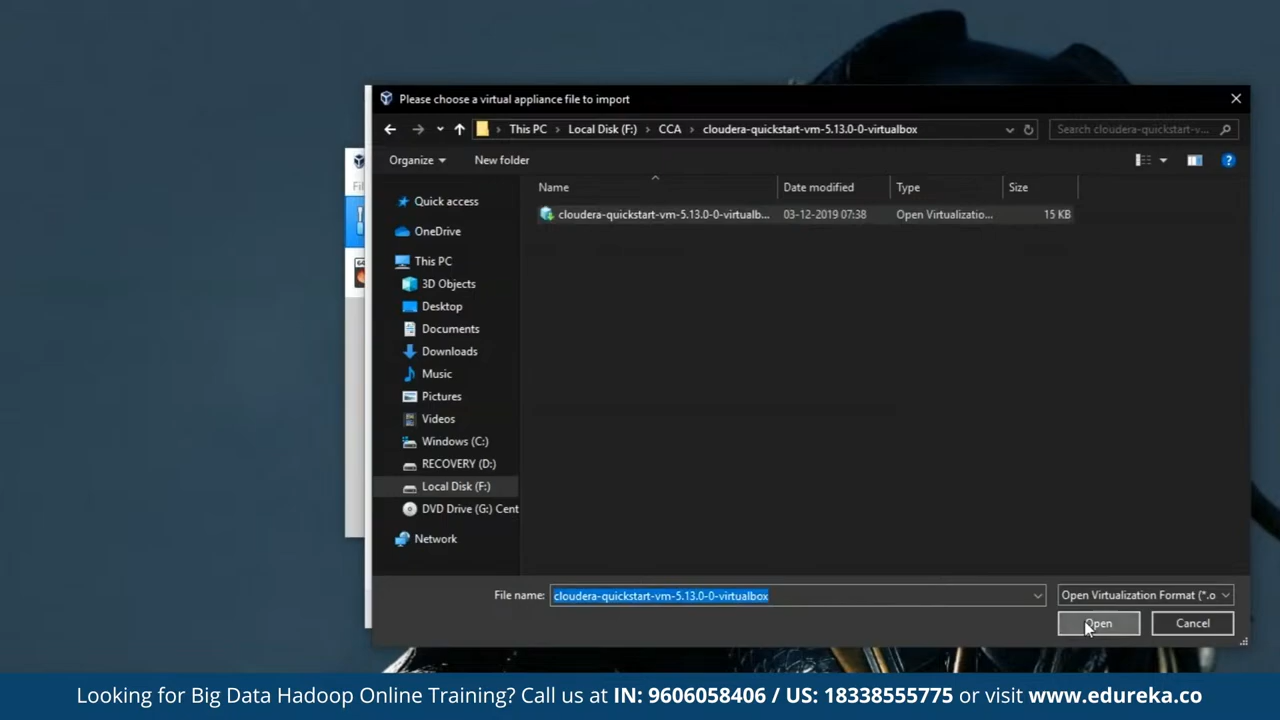 Please choose a virtual appliance file to import
This PC > Local Disk (F:) > CCA > cloudera-quickstart-vm-5.13.0-0-virtualbox
Search cloudera-quickstart-v...
Organize
New folder
Name
Date modified
Type
Size
cloudera-quickstart-vm-5.13.0-0-virtualb...
03-12-2019 07:38
Open Virtualizatio...
15 KB
Quick access
OneDrive
This PC
3D Objects
Desktop
Documents
Downloads
Music
Pictures
Videos
Windows (C:)
RECOVERY (D:)
Local Disk (F:)
DVD Drive (G:) Cent
Network
File name:
cloudera-quickstart-vm-5.13.0-0-virtualbox
Open Virtualization Format (*.o
Open
Cancel
Looking for Big Data Hadoop Online Training? Call us at IN: 9606058406 / US: 18338555775 or visit www.edureka.co